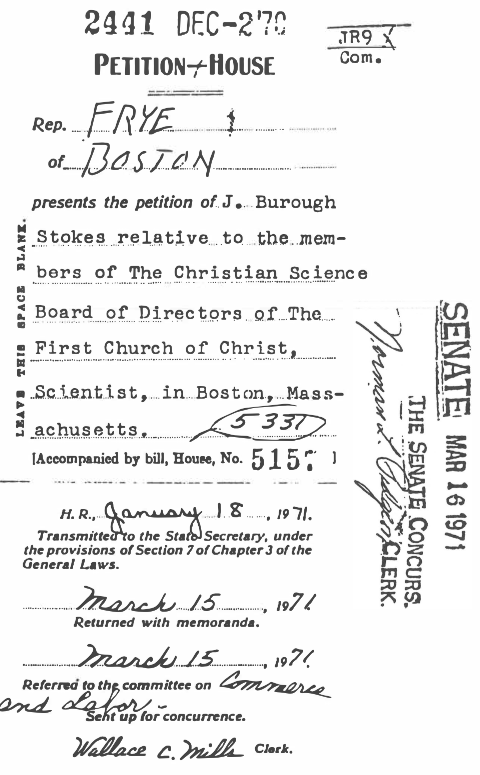 2441 DEC-2'70
JR9 X
Com.
PETITION-HOUSE
Rep. FRYE
of BOSTON
presents the petition of J. Burough
Stokes relative to the mem-
bers of The Christian Science
Board of Directors of The
First Church of Christ,
Scientist, in Boston, Mass-
achusetts. 5337
[Accompanied by bill, House, No. 5157 ]
LEAVE THIS SPACE BLANK.
H. R., January 18, 1971.
Transmitted to the State Secretary, under
the provisions of Section 7 of Chapter 3 of the
General Laws.
March 15, 1971
Returned with memoranda.
March 15, 1971.
Referred to the committee on Commerce
and Labor.
Sent up for concurrence.
Wallace C. Mills Clerk.
SENATE MAR 16 1971
THE SENATE CONCURS.
Norman L. CLERK.